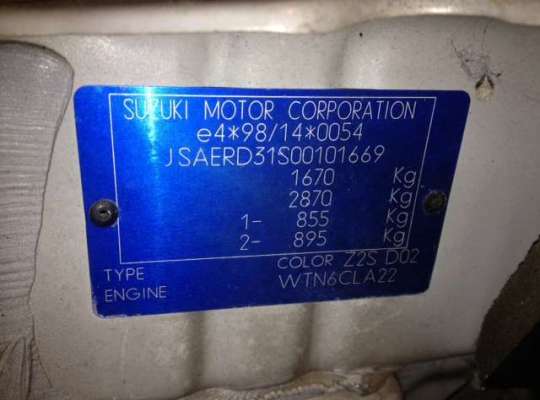 SUZUKI MOTOR CORPORATION
e4*98/14*0054
JSAERD31S00101669
1670 Kg
2870 Kg
1- 855 Kg
2- 895 Kg
COLOR Z2S D02
TYPE WTN6CLA22
ENGINE